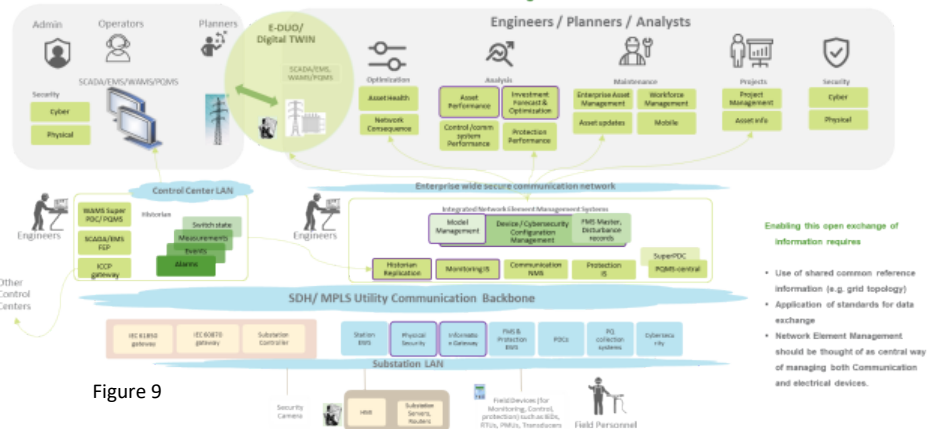 Engineers / Planners / Analysts
Admin
Operators
Planners
E-DUO/
Digital TWIN
SCADA/EMS/WAMS/PQMS
SCADA/EMS,
WAMS/PQMS
Security
Cyber
Physical
Optimization
Asset Health
Network
Consequence
Analysis
Asset
Performance
Investment
Forecast &
Optimization
Control/comm
system
Performance
Protection
Performance
Maintenance
Enterprise Asset
Management
Workforce
Management
Asset updates
Mobile
Projects
Project
Management
Asset info
Security
Cyber
Physical
Control Center LAN
Enterprise wide secure communication network
Engineers
WAMS Super
PDC/ PQMS
SCADA/EMS
FEP
ICCP
gateway
Historian
Switch state
Measurements
Events
Alarms
Engineers
Integrated Network Element Management Systems
Model
Management
Device / Cybersecurity
Configuration
Management
FMS Master,
Disturbance
records
Historian
Replication
Monitoring IS
Communication
NMS
Protection
IS
SuperPDC
PQMS-central
Other
Control
Centers
SDH/ MPLS Utility Communication Backbone
IEC 61850
gateway
IEC 60870
gateway
Substation
Controller
Station
Physical
Security
Informatio
n Gateway
FMS &
Protection
PDCs
PQ
collection
systems
Cybersecu
rity
Substation LAN
Security
Camera
HMI
Substation
Servers,
Routers
Field Devices (for
Monitoring, Control,
protection) such as IEDs,
RTUs, PMUs, Transducers
Field Personnel
Figure 9
Enabling this open exchange of
information requires
• Use of shared common reference
information (e.g. grid topology)
• Application of standards for data
exchange
• Network Element Management
should be thought of as central way
of managing both Communication
and electrical devices.